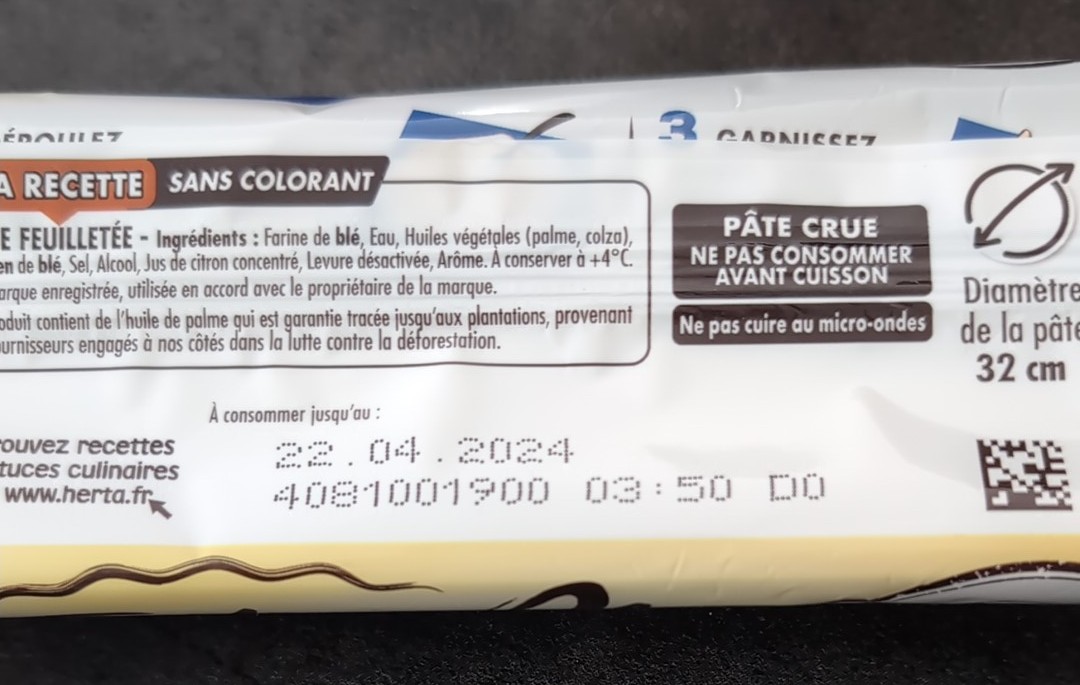 3 GARNISSEZ
RECETTE SANS COLORANT
FEUILLETÉE - Ingrédients : Farine de blé, Eau, Huiles végétales (palme, colza),
de blé, Sel, Alcool, Jus de citron concentré, Levure désactivée, Arôme. À conserver à +4°C.
enregistrée, utilisée en accord avec le propriétaire de la marque.
contient de l'huile de palme qui est garantie tracée jusqu'aux plantations, provenant
engagés à nos côtés dans la lutte contre la déforestation.
PÂTE CRUE
NE PAS CONSOMMER
AVANT CUISSON
Ne pas cuire au micro-ondes
Diamètre
de la pâte
32 cm
À consommer jusqu'au :
22.04.2024
4081001900 03:50 D0
recettes
culinaires
www.herta.fr